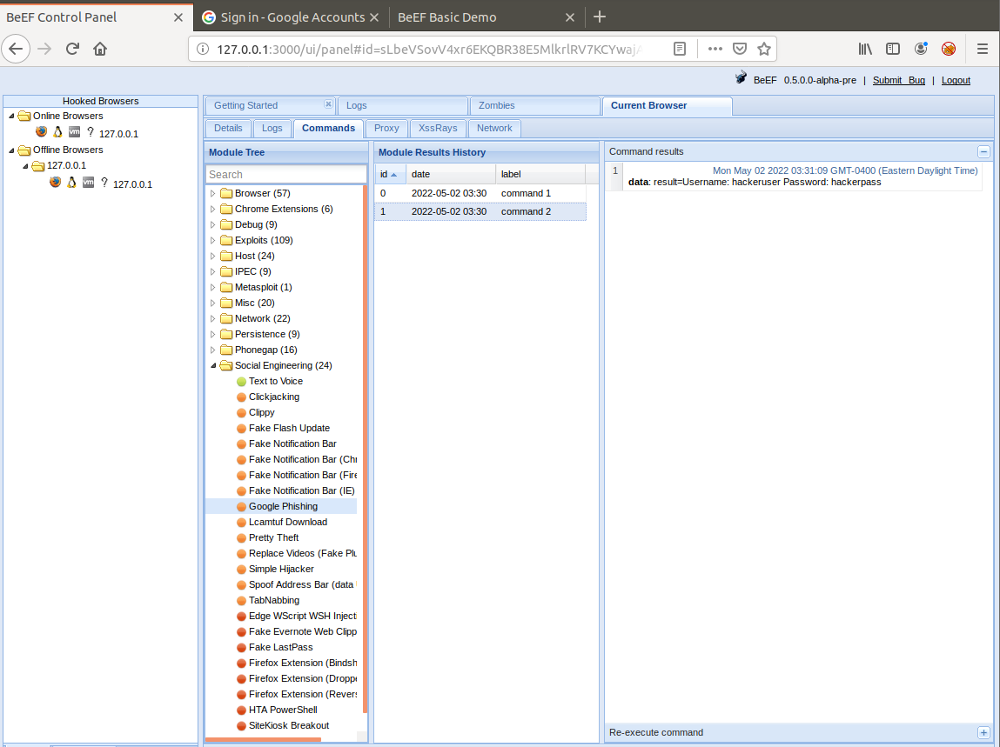 BeEF Control Panel
Sign in - Google Accounts
BeEF Basic Demo
127.0.0.1:3000/ui/panel#id=sLbeVSovV4xr6EKQBR38E5MlkrlRV7KCYwaj
BeEF 0.5.0.0-alpha-pre | Submit Bug | Logout
Hooked Browsers
Online Browsers
vm ? 127.0.0.1
Offline Browsers
127.0.0.1
vm ? 127.0.0.1
Getting Started
Logs
Zombies
Current Browser
Details
Logs
Commands
Proxy
XssRays
Network
Module Tree
Search
Browser (57)
Chrome Extensions (6)
Debug (9)
Exploits (109)
Host (24)
IPEC (9)
Metasploit (1)
Misc (20)
Network (22)
Persistence (9)
Phonegap (16)
Social Engineering (24)
Text to Voice
Clickjacking
Clippy
Fake Flash Update
Fake Notification Bar
Fake Notification Bar (Chr
Fake Notification Bar (Fire
Fake Notification Bar (IE)
Google Phishing
Lcamtuf Download
Pretty Theft
Replace Videos (Fake Plu
Simple Hijacker
Spoof Address Bar (data
TabNabbing
Edge WScript WSH Injecti
Fake Evernote Web Clipp
Fake LastPass
Firefox Extension (Bindsh
Firefox Extension (Droppe
Firefox Extension (Revers
HTA PowerShell
SiteKiosk Breakout
Module Results History
id date label
0 2022-05-02 03:30 command 1
1 2022-05-02 03:30 command 2
Command results
1 Mon May 02 2022 03:31:09 GMT-0400 (Eastern Daylight Time)
data: result=Username: hackeruser Password: hackerpass
Re-execute command